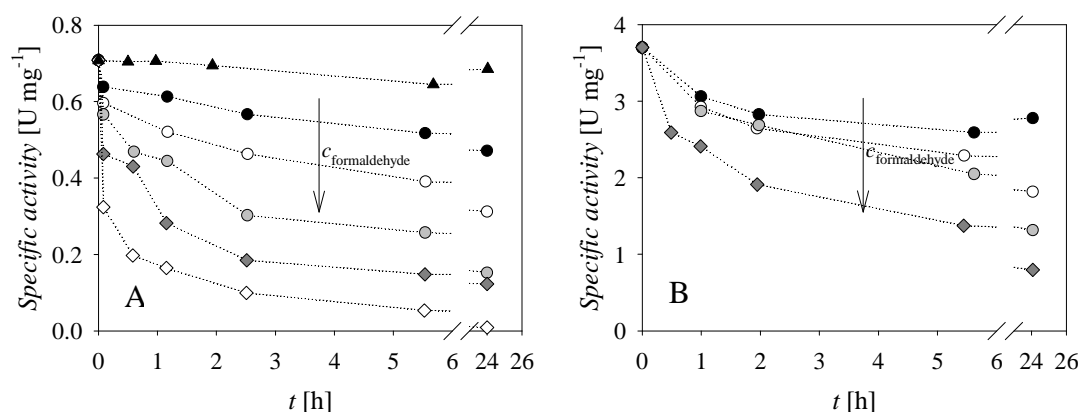 Specific activity [U mg-1]
0.8
0.6
0.4
0.2
0.0
A
cformaldehyde
0 1 2 3 4 5 6 24 26
t [h]
Specific activity [U mg-1]
4
3
2
1
0
B
cformaldehyde
0 1 2 3 4 5 6 24 26
t [h]